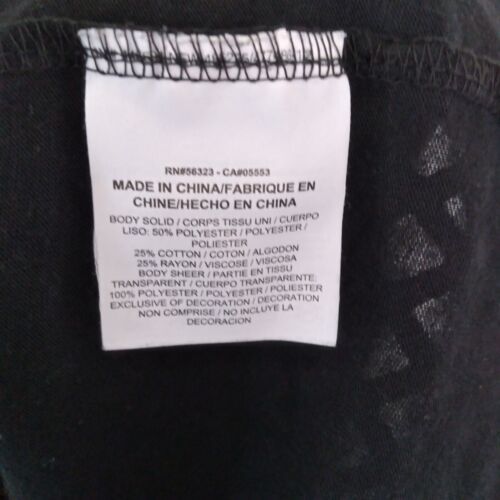 RN#56323 - CA#05553
MADE IN CHINA/FABRIQUE EN
CHINE/HECHO EN CHINA
BODY SOLID / CORPS TISSU UNI / CUERPO
LISO: 50% POLYESTER / POLYESTER /
POLIESTER
25% COTTON / COTON / ALGODON
25% RAYON / VISCOSE / VISCOSA
BODY SHEER / PARTIE EN TISSU
TRANSPARENT / CUERPO TRANSPARENTE:
100% POLYESTER / POLYESTER / POLIESTER
EXCLUSIVE OF DECORATION / DECORATION
NON COMPRISE / NO INCLUYE LA
DECORACION